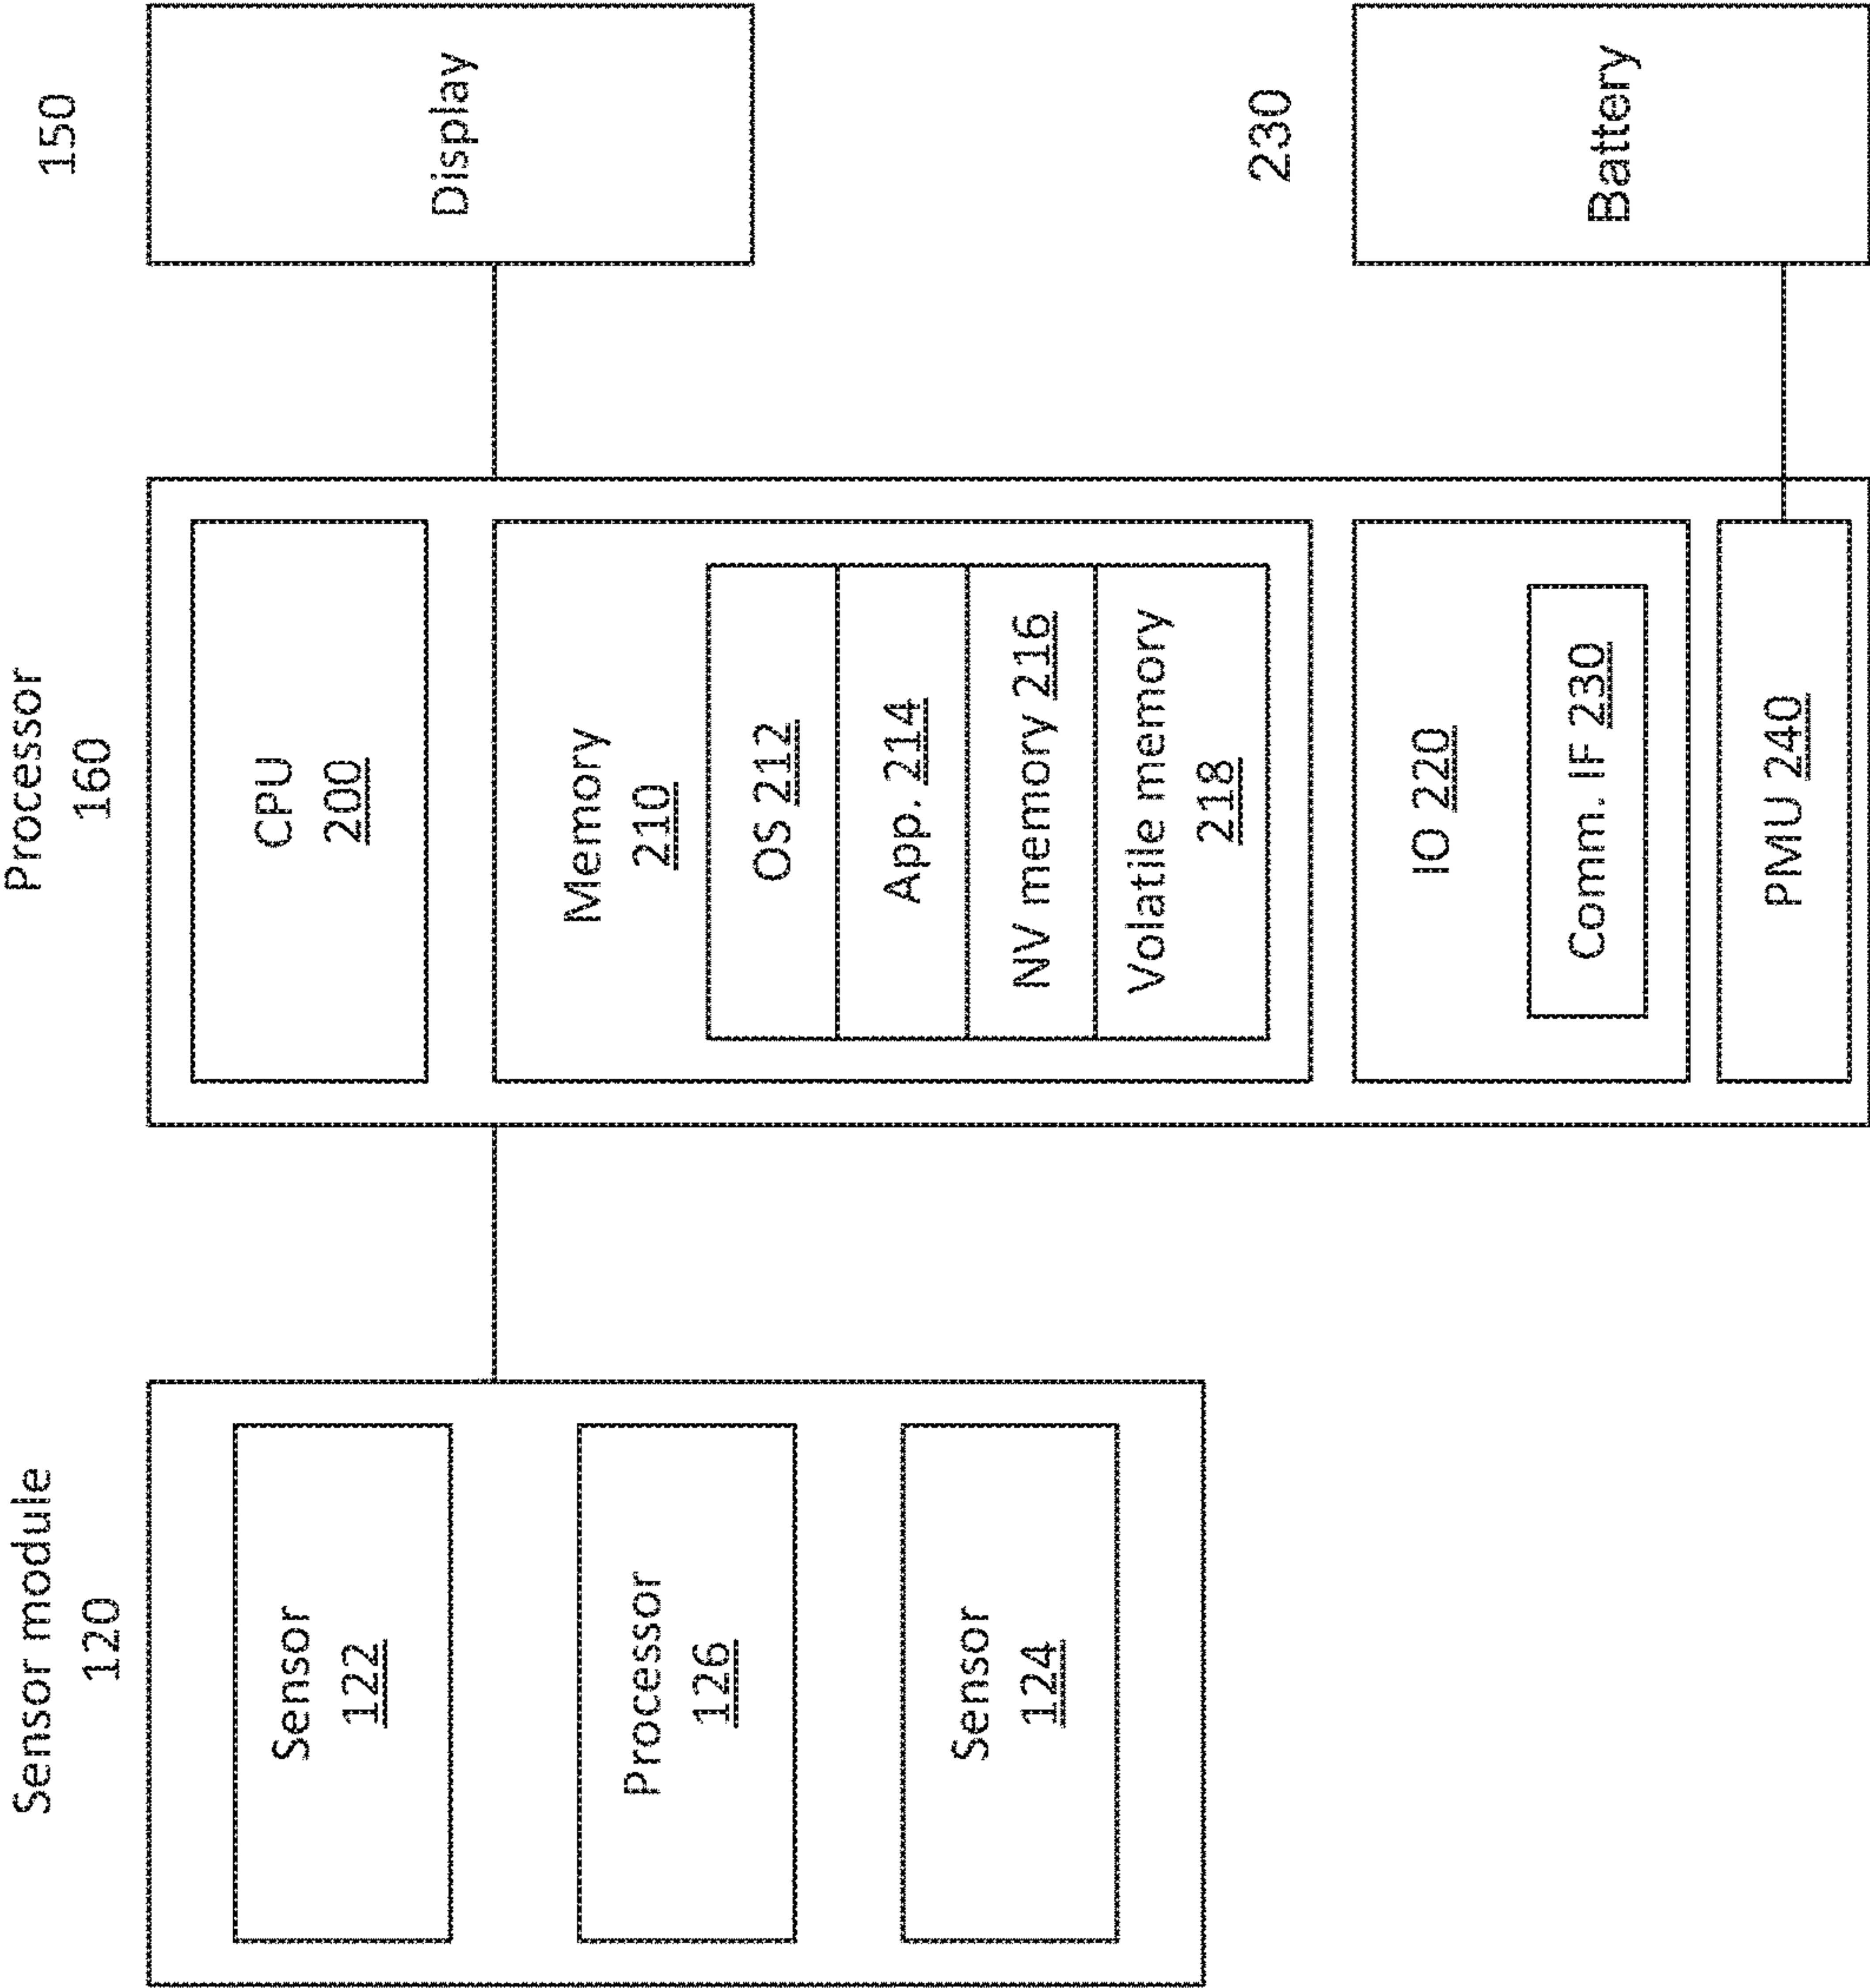 Sensor module
120
Sensor
122
Processor
126
Sensor
124
Processor
160
CPU
200
Memory
210
OS 212
App. 214
NV memory 216
Volatile memory
218
IO 220
Comm. IF 230
PMU 240
150
Display
230
Battery